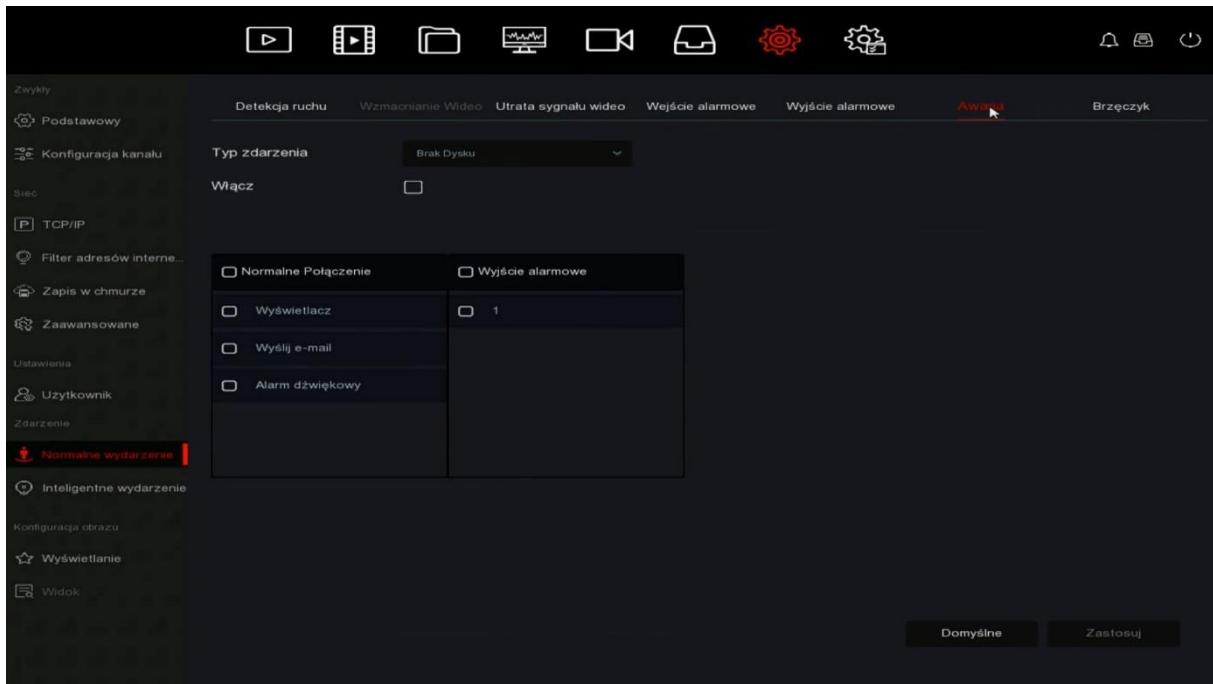 Zwykły
Podstawowy
Konfiguracja kanału
Sieć
P TCP/IP
Filter adresów interne...
Zapis w chmurze
Zaawansowane
Ustawienia
Użytkownik
Zdarzenie
Normalne wydarzenie
Inteligentne wydarzenie
Konfiguracja obrazu
Wyświetlanie
Widok
Detekcja ruchu Wzmacnianie Wideo Utrata sygnału wideo Wejście alarmowe Wyjście alarmowe Awaria Brzęczyk
Typ zdarzenia Brak Dysku
Włącz
Normalne Połączenie Wyjście alarmowe
Wyświetlacz 1
Wyślij e-mail
Alarm dźwiękowy
Domyślne Zastosuj